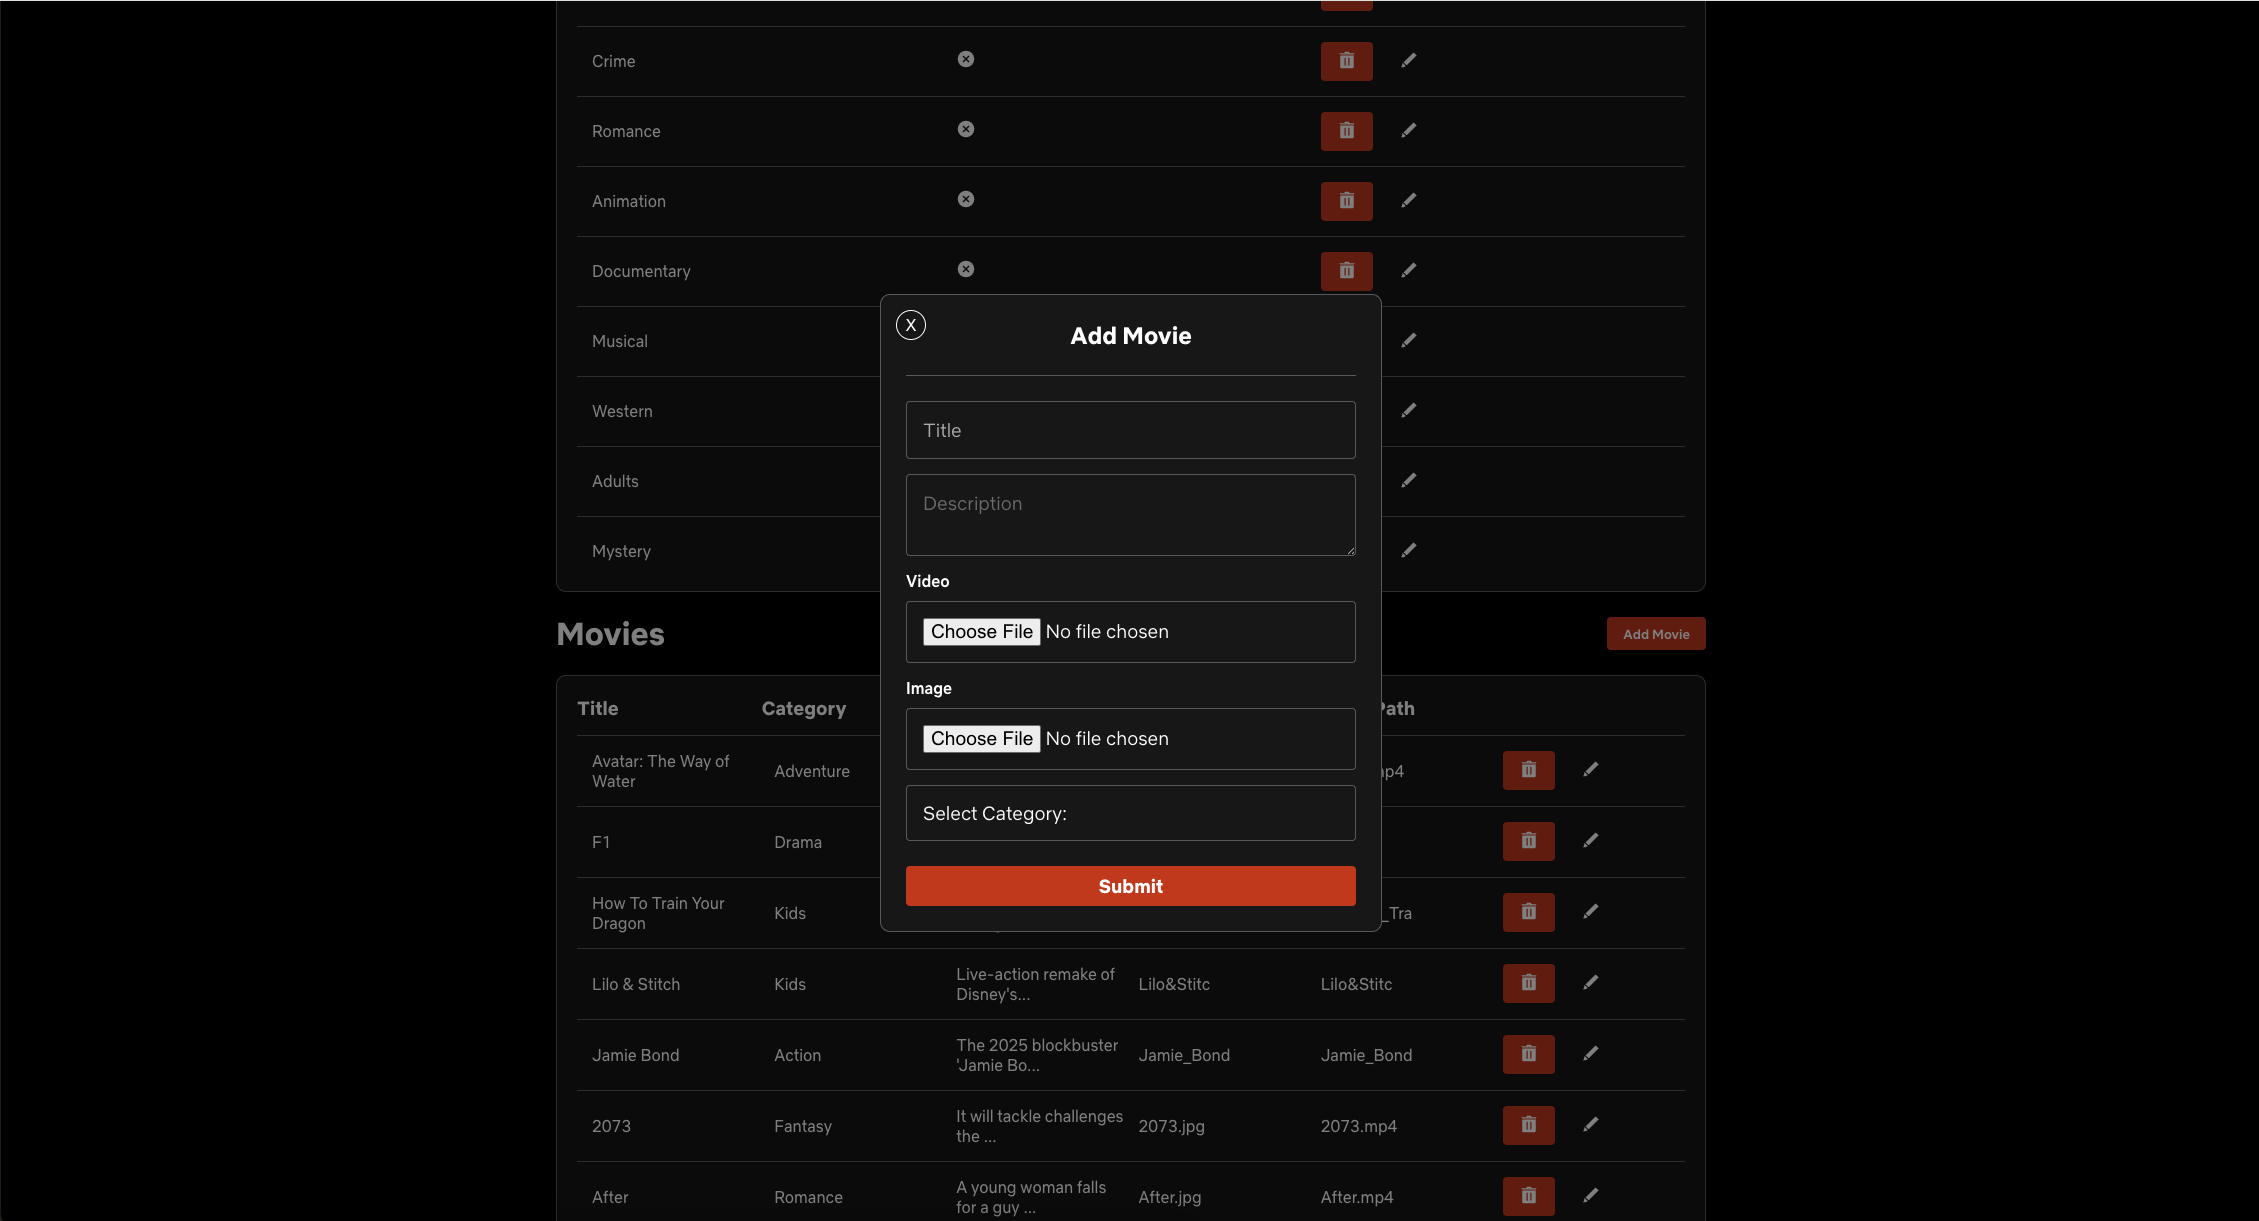 Crime
Romance
Animation
Documentary
Musical
Western
Adults
Mystery
X
Add Movie
Title
Description
Video
Choose File No file chosen
Image
Choose File No file chosen
Select Category:
Submit
Movies
Add Movie
Title Category Path
Avatar: The Way of
Water
Adventure
F1 Drama
How To Train Your
Dragon
Kids
_Tra
Lilo & Stitch Kids
Live-action remake of
Disney's...
Lilo&Stitc Lilo&Stitc
Jamie Bond Action
The 2025 blockbuster
'Jamie Bo...
Jamie_Bond Jamie_Bond
2073 Fantasy
It will tackle challenges
the ...
2073.jpg 2073.mp4
After Romance
A young woman falls
for a guy ...
After.jpg After.mp4